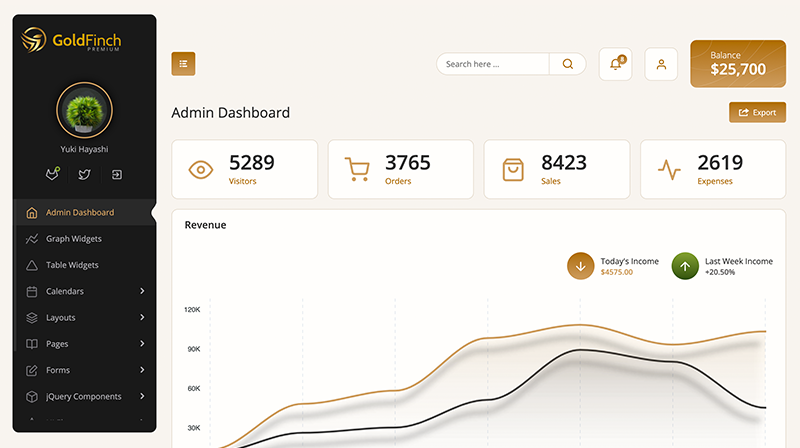 GoldFinch
PREMIUM
Yuki Hayashi
Admin Dashboard
Graph Widgets
Table Widgets
Calendars
Layouts
Pages
Forms
jQuery Components
Search here ...
Balance
$25,700
Admin Dashboard
Export
5289
Visitors
3765
Orders
8423
Sales
2619
Expenses
Revenue
Today's Income
$4575.00
Last Week Income
+20.50%
120K
90K
60K
30K